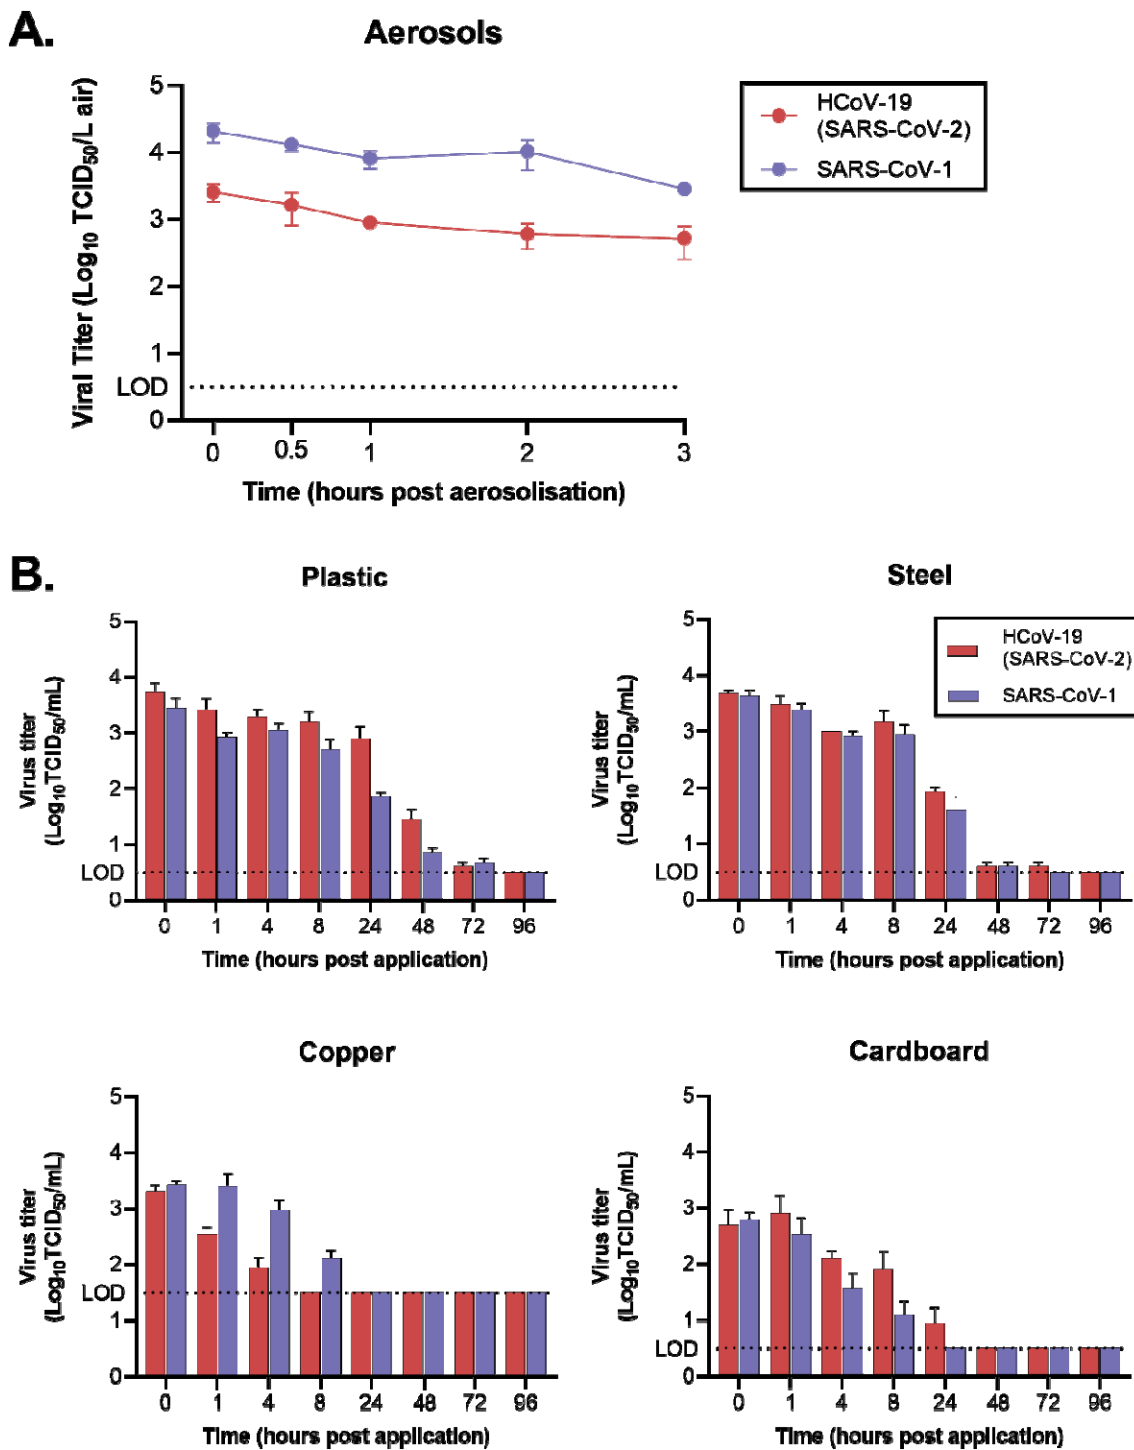 A.
Aerosols
Viral Titer (Log10 TCID50/L air)
5
4
3
2
1
LOD
0
0 0.5 1 2 3
Time (hours post aerosolisation)
HCoV-19
(SARS-CoV-2)
SARS-CoV-1
B.
Plastic
Virus titer
(Log10TCID50/mL)
5
4
3
2
1
LOD
0
0 1 4 8 24 48 72 96
Time (hours post application)
Steel
Virus titer
(Log10TCID50/mL)
5
4
3
2
1
LOD
0
0 1 4 8 24 48 72 96
Time (hours post application)
HCoV-19
(SARS-CoV-2)
SARS-CoV-1
Copper
Virus titer
(Log10TCID50/mL)
5
4
3
2
LOD
1
0
0 1 4 8 24 48 72 96
Time (hours post application)
Cardboard
Virus titer
(Log10TCID50/mL)
5
4
3
2
1
LOD
0
0 1 4 8 24 48 72 96
Time (hours post application)